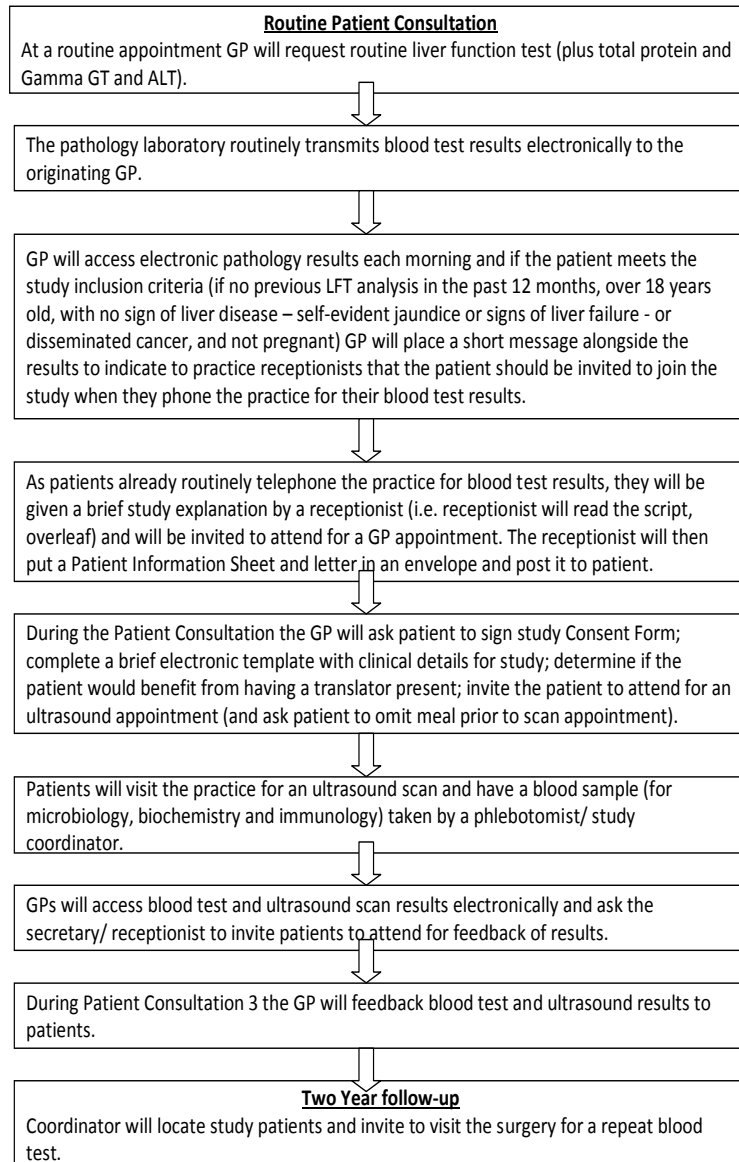 Routine Patient Consultation
At a routine appointment GP will request routine liver function test (plus total protein and
Gamma GT and ALT).
The pathology laboratory routinely transmits blood test results electronically to the
originating GP.
GP will access electronic pathology results each morning and if the patient meets the
study inclusion criteria (if no previous LFT analysis in the past 12 months, over 18 years
old, with no sign of liver disease – self-evident jaundice or signs of liver failure - or
disseminated cancer, and not pregnant) GP will place a short message alongside the
results to indicate to practice receptionists that the patient should be invited to join the
study when they phone the practice for their blood test results.
As patients already routinely telephone the practice for blood test results, they will be
given a brief study explanation by a receptionist (i.e. receptionist will read the script,
overleaf) and will be invited to attend for a GP appointment. The receptionist will then
put a Patient Information Sheet and letter in an envelope and post it to patient.
During the Patient Consultation the GP will ask patient to sign study Consent Form;
complete a brief electronic template with clinical details for study; determine if the
patient would benefit from having a translator present; invite the patient to attend for an
ultrasound appointment (and ask patient to omit meal prior to scan appointment).
Patients will visit the practice for an ultrasound scan and have a blood sample (for
microbiology, biochemistry and immunology) taken by a phlebotomist/ study
coordinator.
GPs will access blood test and ultrasound scan results electronically and ask the
secretary/ receptionist to invite patients to attend for feedback of results.
During Patient Consultation 3 the GP will feedback blood test and ultrasound results to
patients.
Two Year follow-up
Coordinator will locate study patients and invite to visit the surgery for a repeat blood
test.